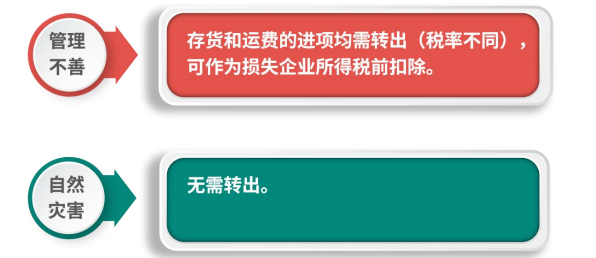 管理
不善
存货和运费的进项均需转出（税率不同），
可作为损失企业所得税前扣除。
自然
灾害
无需转出。